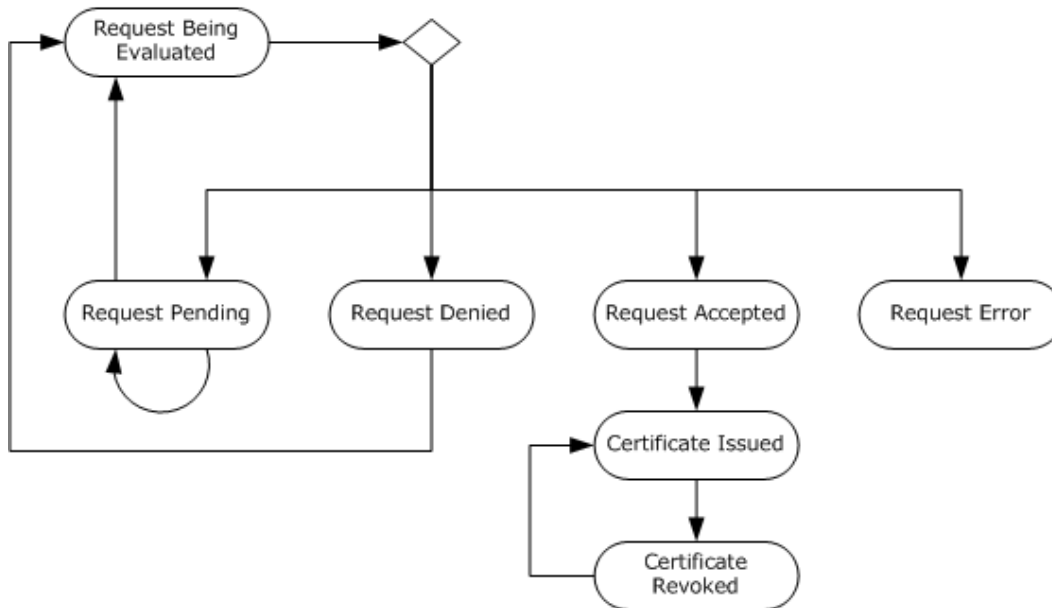 Request Being
Evaluated
Request Pending
Request Denied
Request Accepted
Request Error
Certificate Issued
Certificate
Revoked